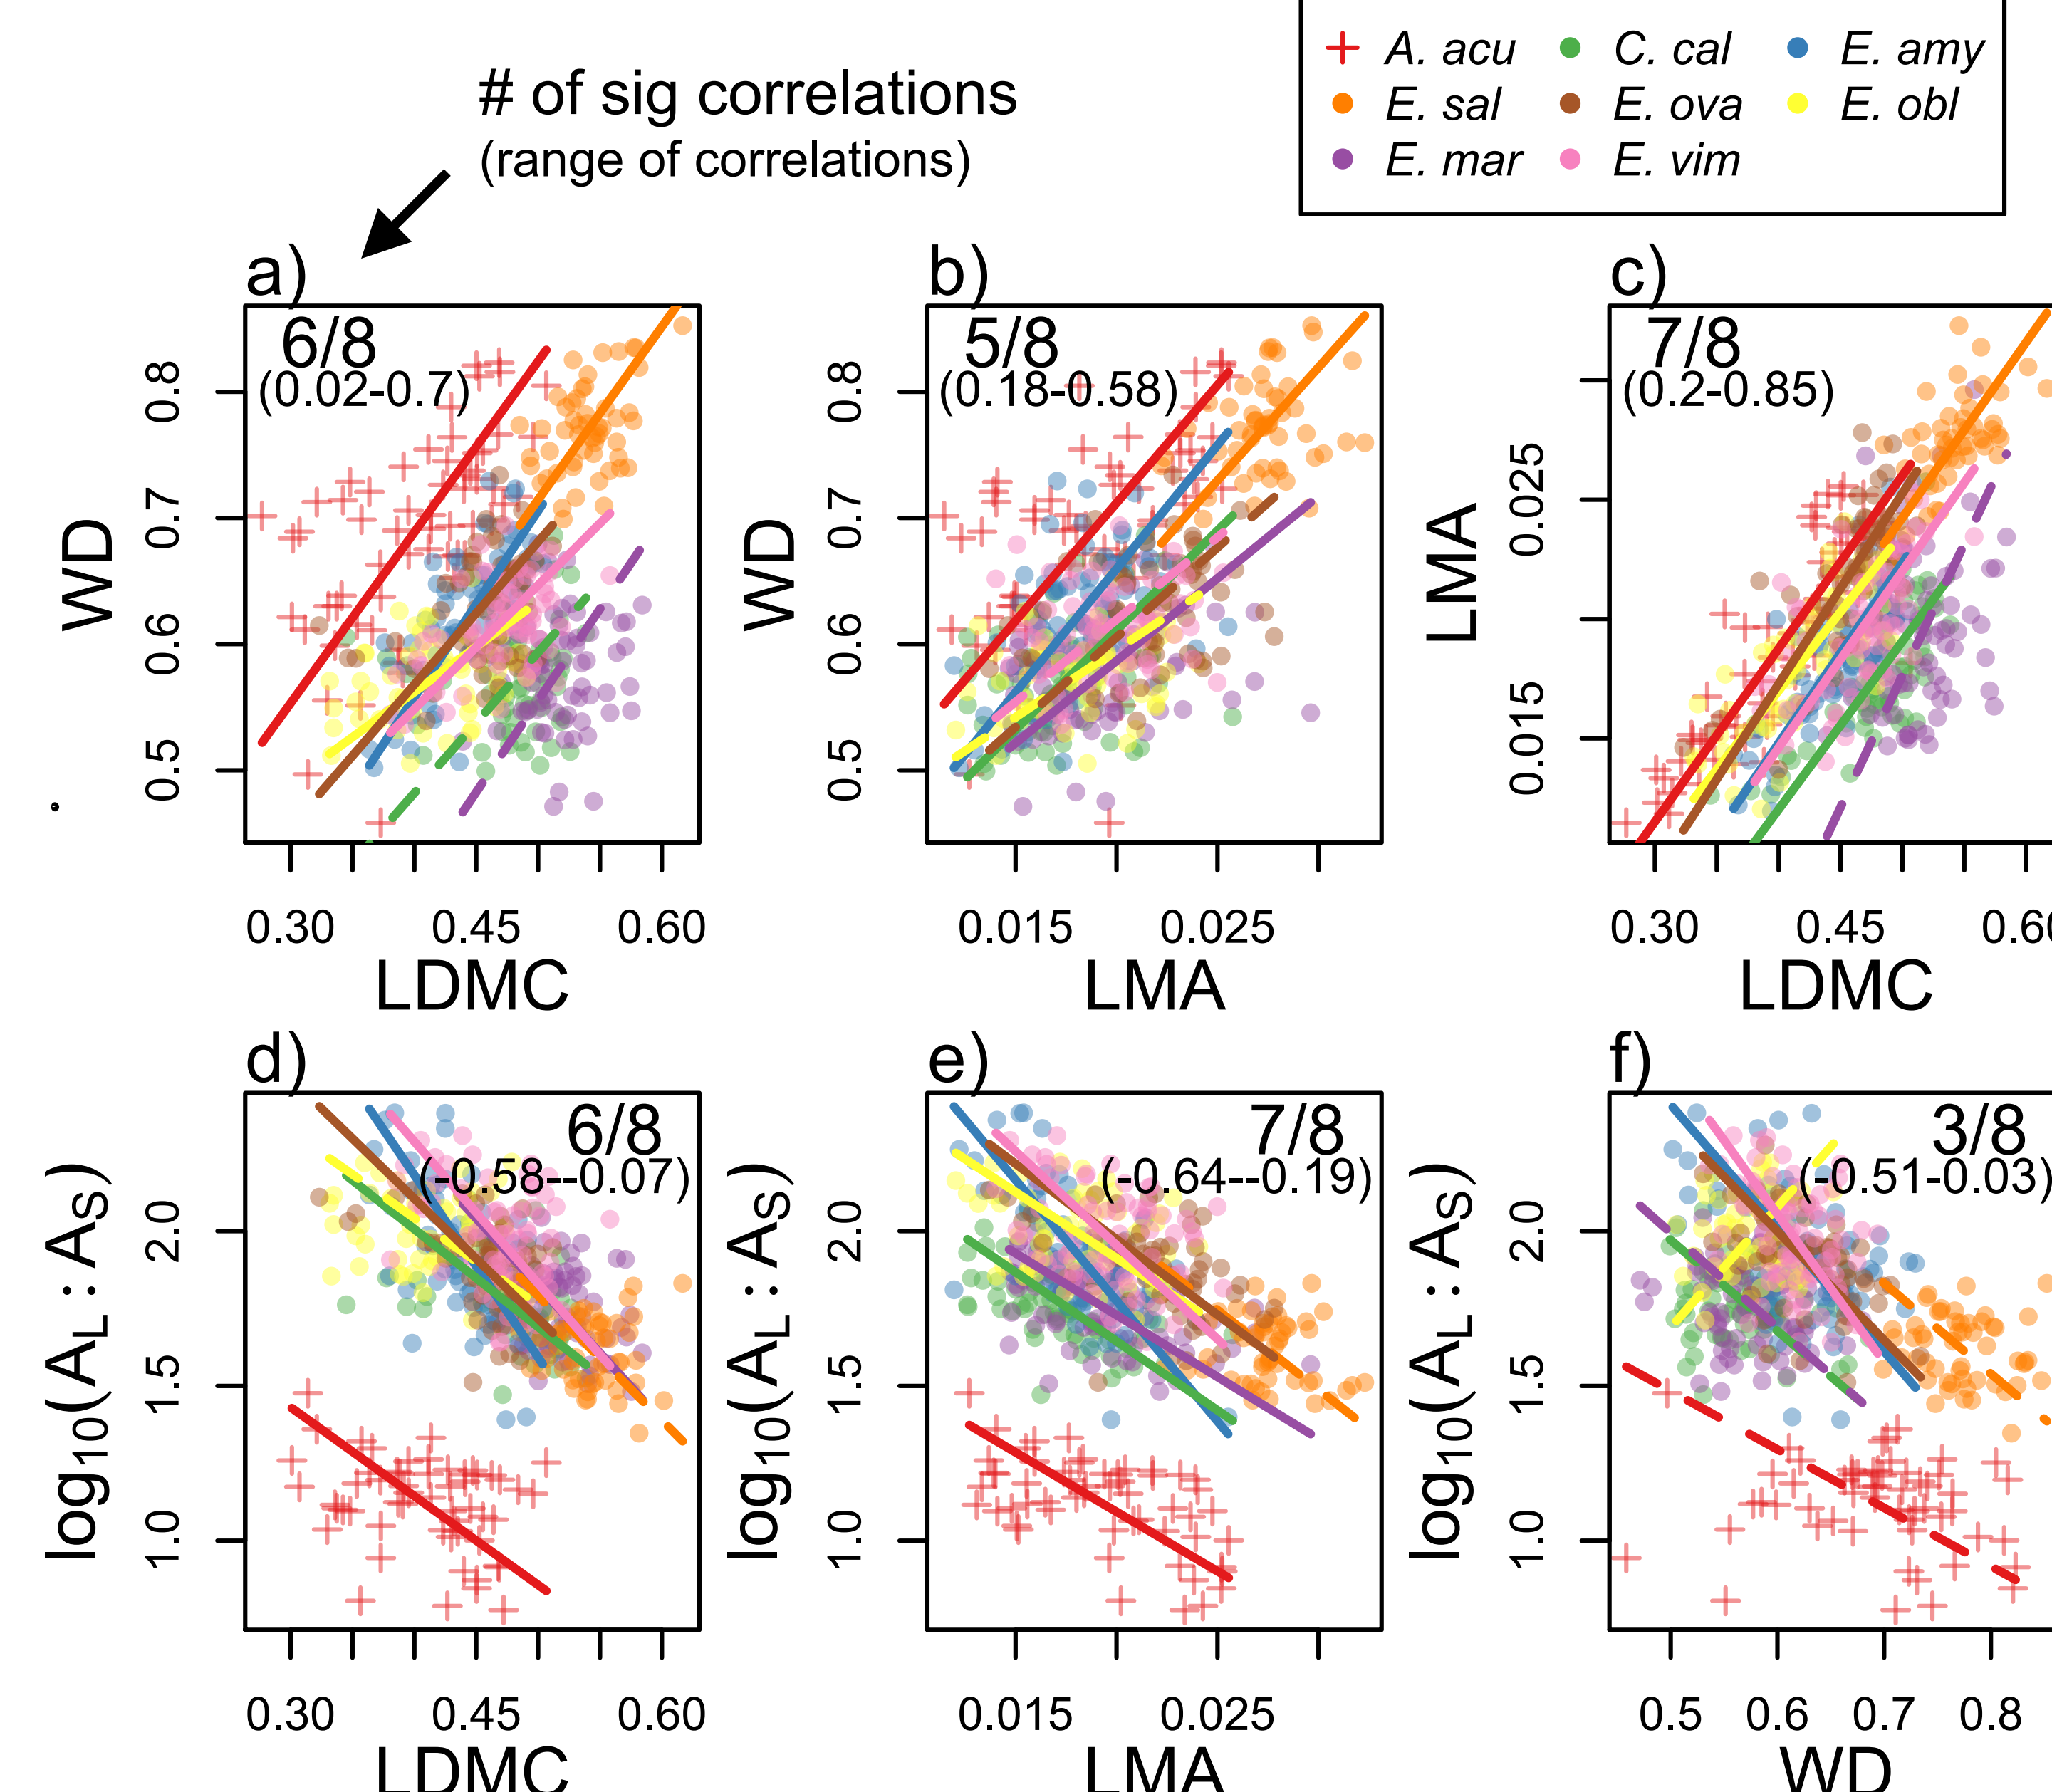 A. acu C. cal E. amy
E. sal E. ova E. obl
E. mar E. vim
# of sig correlations
(range of correlations)
a)
6/8
(0.02-0.7)
WD
0.5 0.6 0.7 0.8
0.30 0.45 0.60
LDMC
b)
5/8
(0.18-0.58)
WD
0.5 0.6 0.7 0.8
0.015 0.025
LMA
c)
7/8
(0.2-0.85)
LMA
0.015 0.025
0.30 0.45
LDMC
d)
6/8
(-0.58--0.07)
log10(AL : AS)
1.0 1.5 2.0
0.30 0.45 0.60
LDMC
e)
7/8
(-0.64--0.19)
log10(AL : AS)
1.0 1.5 2.0
0.015 0.025
LMA
f)
3/8
(-0.51-0.03)
log10(AL : AS)
1.0 1.5 2.0
0.5 0.6 0.7 0.8
WD